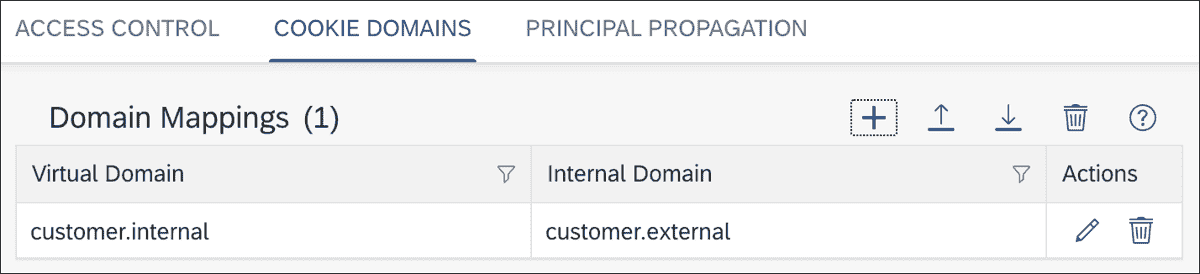 ACCESS CONTROL COOKIE DOMAINS PRINCIPAL PROPAGATION
Domain Mappings (1)
Virtual Domain Internal Domain Actions
customer.internal customer.external